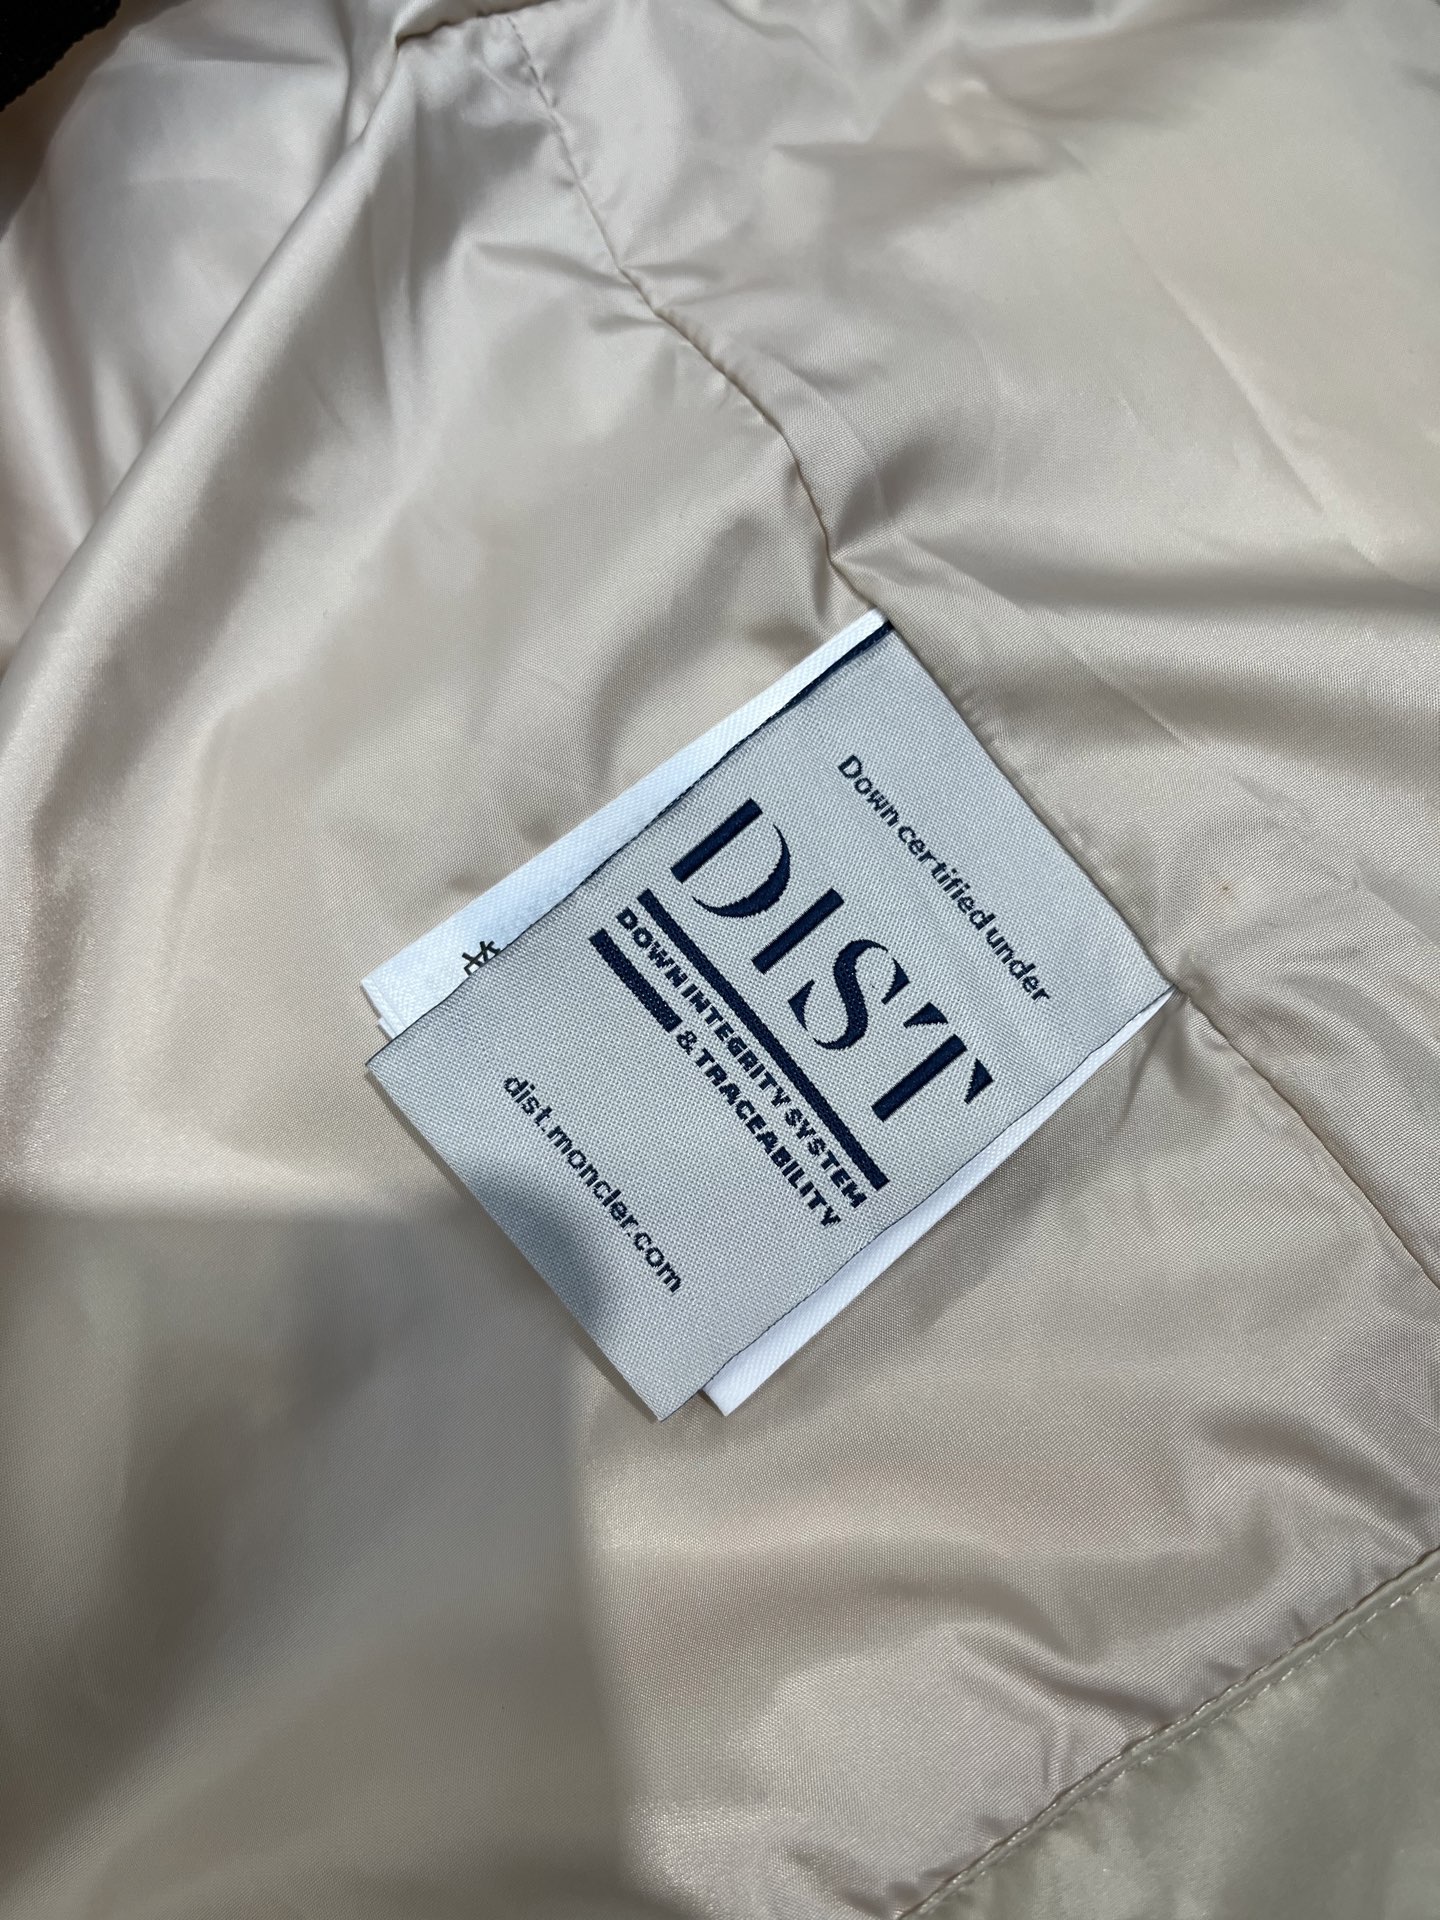 Down certified under
DIST
DOWN INTEGRITY SYSTEM
& TRACEABILITY
dist.moncler.com